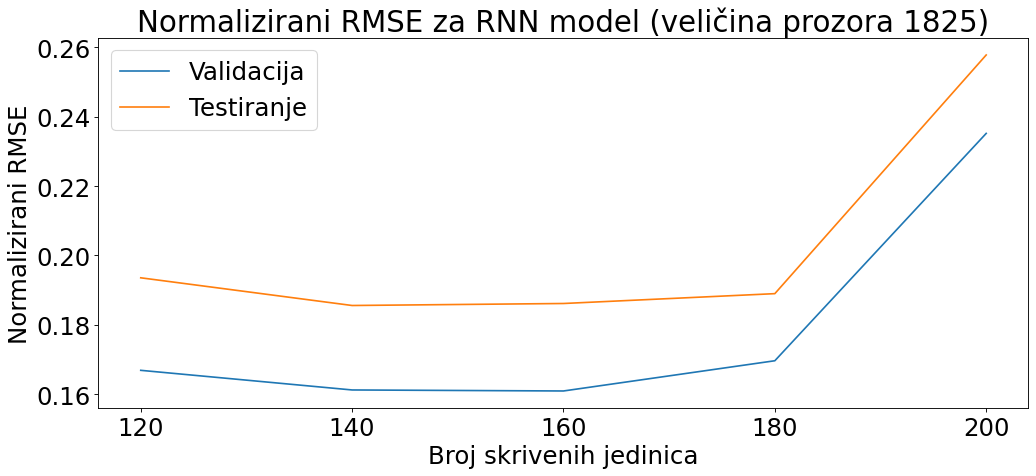 Normalizirani RMSE za RNN model (veličina prozora 1825)
Normalizirani RMSE
0.26
0.24
0.22
0.20
0.18
0.16
Validacija
Testiranje
120 140 160 180 200
Broj skrivenih jedinica